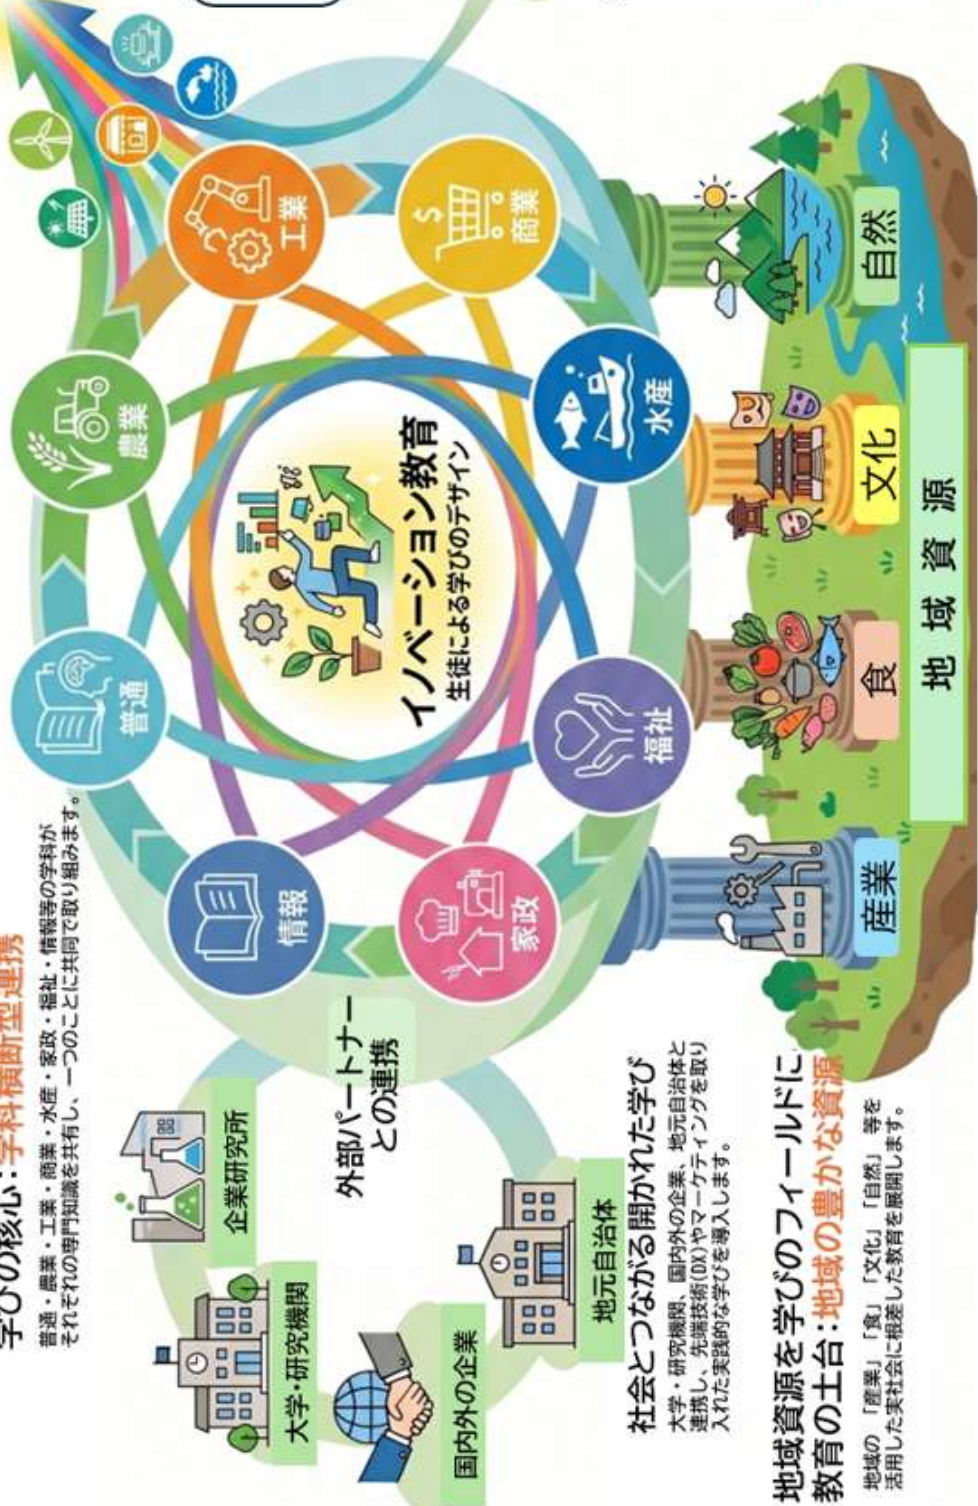 学びの核心：学科横断型連携
普通・農業・工業・商業・水産・家政・福祉・情報等の学科が
それぞれの専門知識を共有し、一つのことに共同で取り組みます。
企業研究所
大学・研究機関
外部パートナー
との連携
国内外の企業
地元自治体
社会とつながる開かれた学び
大学・研究機関、国内外の企業、地元自治体と
連携し、先端技術(DX)やマーケティングを取り
入れた実践的な学びを導入します。
地域資源を学びのフィールドに
教育の土台：地域の豊かな資源
地域の「産業」「食」「文化」「自然」等を
活用した実社会に根差した教育を展開します。
普通
農業
情報
工業
イノベーション教育
生徒による学びのデザイン
家政
商業
福祉
水産
産業
食
文化
自然
地域資源